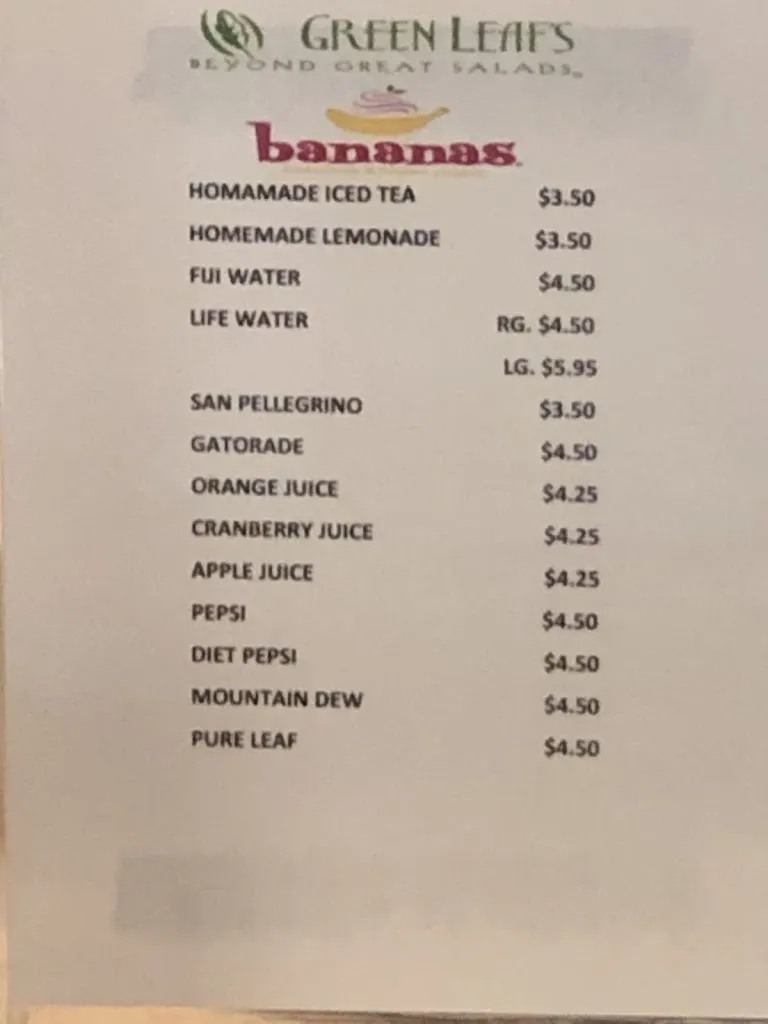 GREEN LEAFS
BEYOND GREAT SALADS
bananas
HOMAMADE ICED TEA $3.50
HOMEMADE LEMONADE $3.50
FIJI WATER $4.50
LIFE WATER RG. $4.50
LG. $5.95
SAN PELLEGRINO $3.50
GATORADE $4.50
ORANGE JUICE $4.25
CRANBERRY JUICE $4.25
APPLE JUICE $4.25
PEPSI $4.50
DIET PEPSI $4.50
MOUNTAIN DEW $4.50
PURE LEAF $4.50